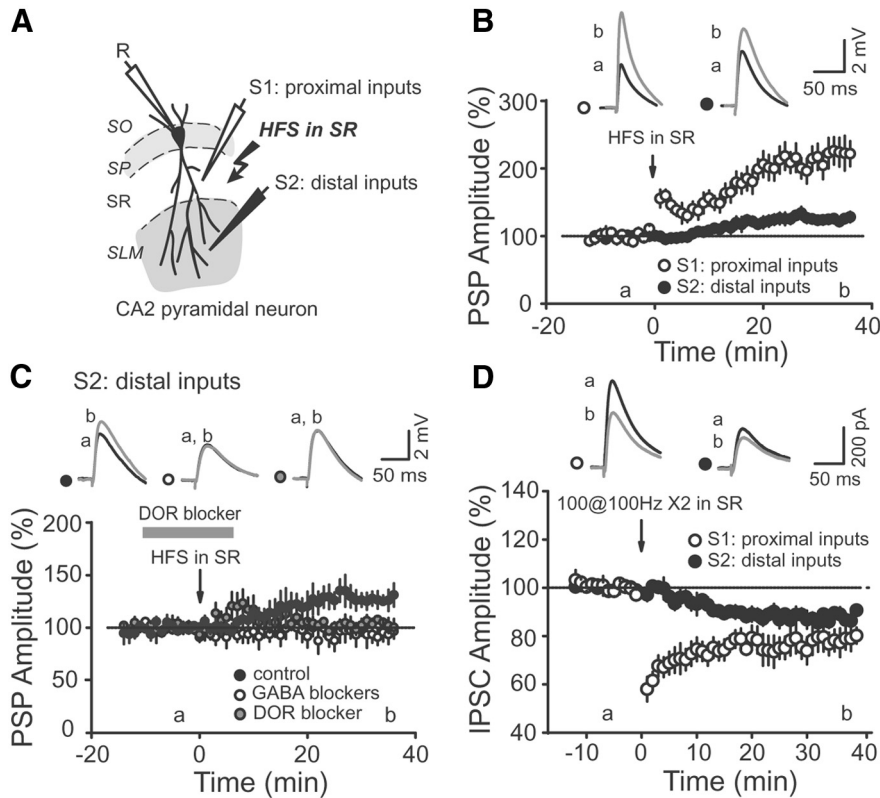 A
R
S1: proximal inputs
SO
HFS in SR
SP
S2: distal inputs
SR
SLM
CA2 pyramidal neuron
B
b
a
b
a
2 mV
50 ms
PSP Amplitude (%)
300
200
100
0
HFS in SR
S1: proximal inputs
S2: distal inputs
a
b
-20
0
20
40
Time (min)
C
S2: distal inputs
b
a
a, b
a, b
2 mV
50 ms
PSP Amplitude (%)
200
150
100
50
0
DOR blocker
HFS in SR
control
GABA blockers
DOR blocker
a
b
-20
0
20
40
Time (min)
D
a
b
a
b
200 pA
50 ms
IPSC Amplitude (%)
140
120
100
80
60
40
100@100Hz X2 in SR
S1: proximal inputs
S2: distal inputs
a
b
-10
0
10
20
30
40
Time (min)